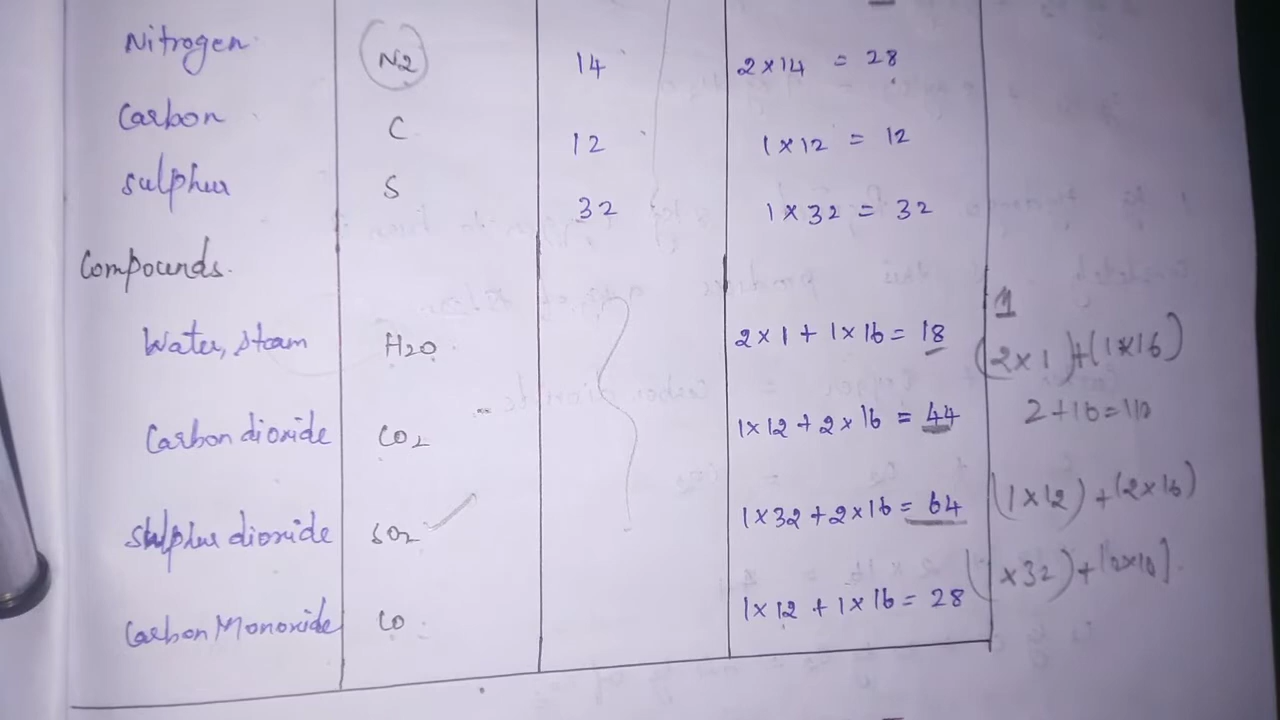 Nitrogen N2 14 2 × 14 = 28
Carbon C 12 1 × 12 = 12
sulphur S 32 1 × 32 = 32
Compounds.
Water, steam H2O 2 × 1 + 1 × 16 = 18 (2 × 1) + (1 × 16)
2 + 16 =
Carbon dioxide CO2 1 × 12 + 2 × 16 = 44
(1 × 12) + (2 × 16)
Sulphur dioxide SO2 1 × 32 + 2 × 16 = 64
× 32) +
Carbon Monoxide CO 1 × 12 + 1 × 16 = 28